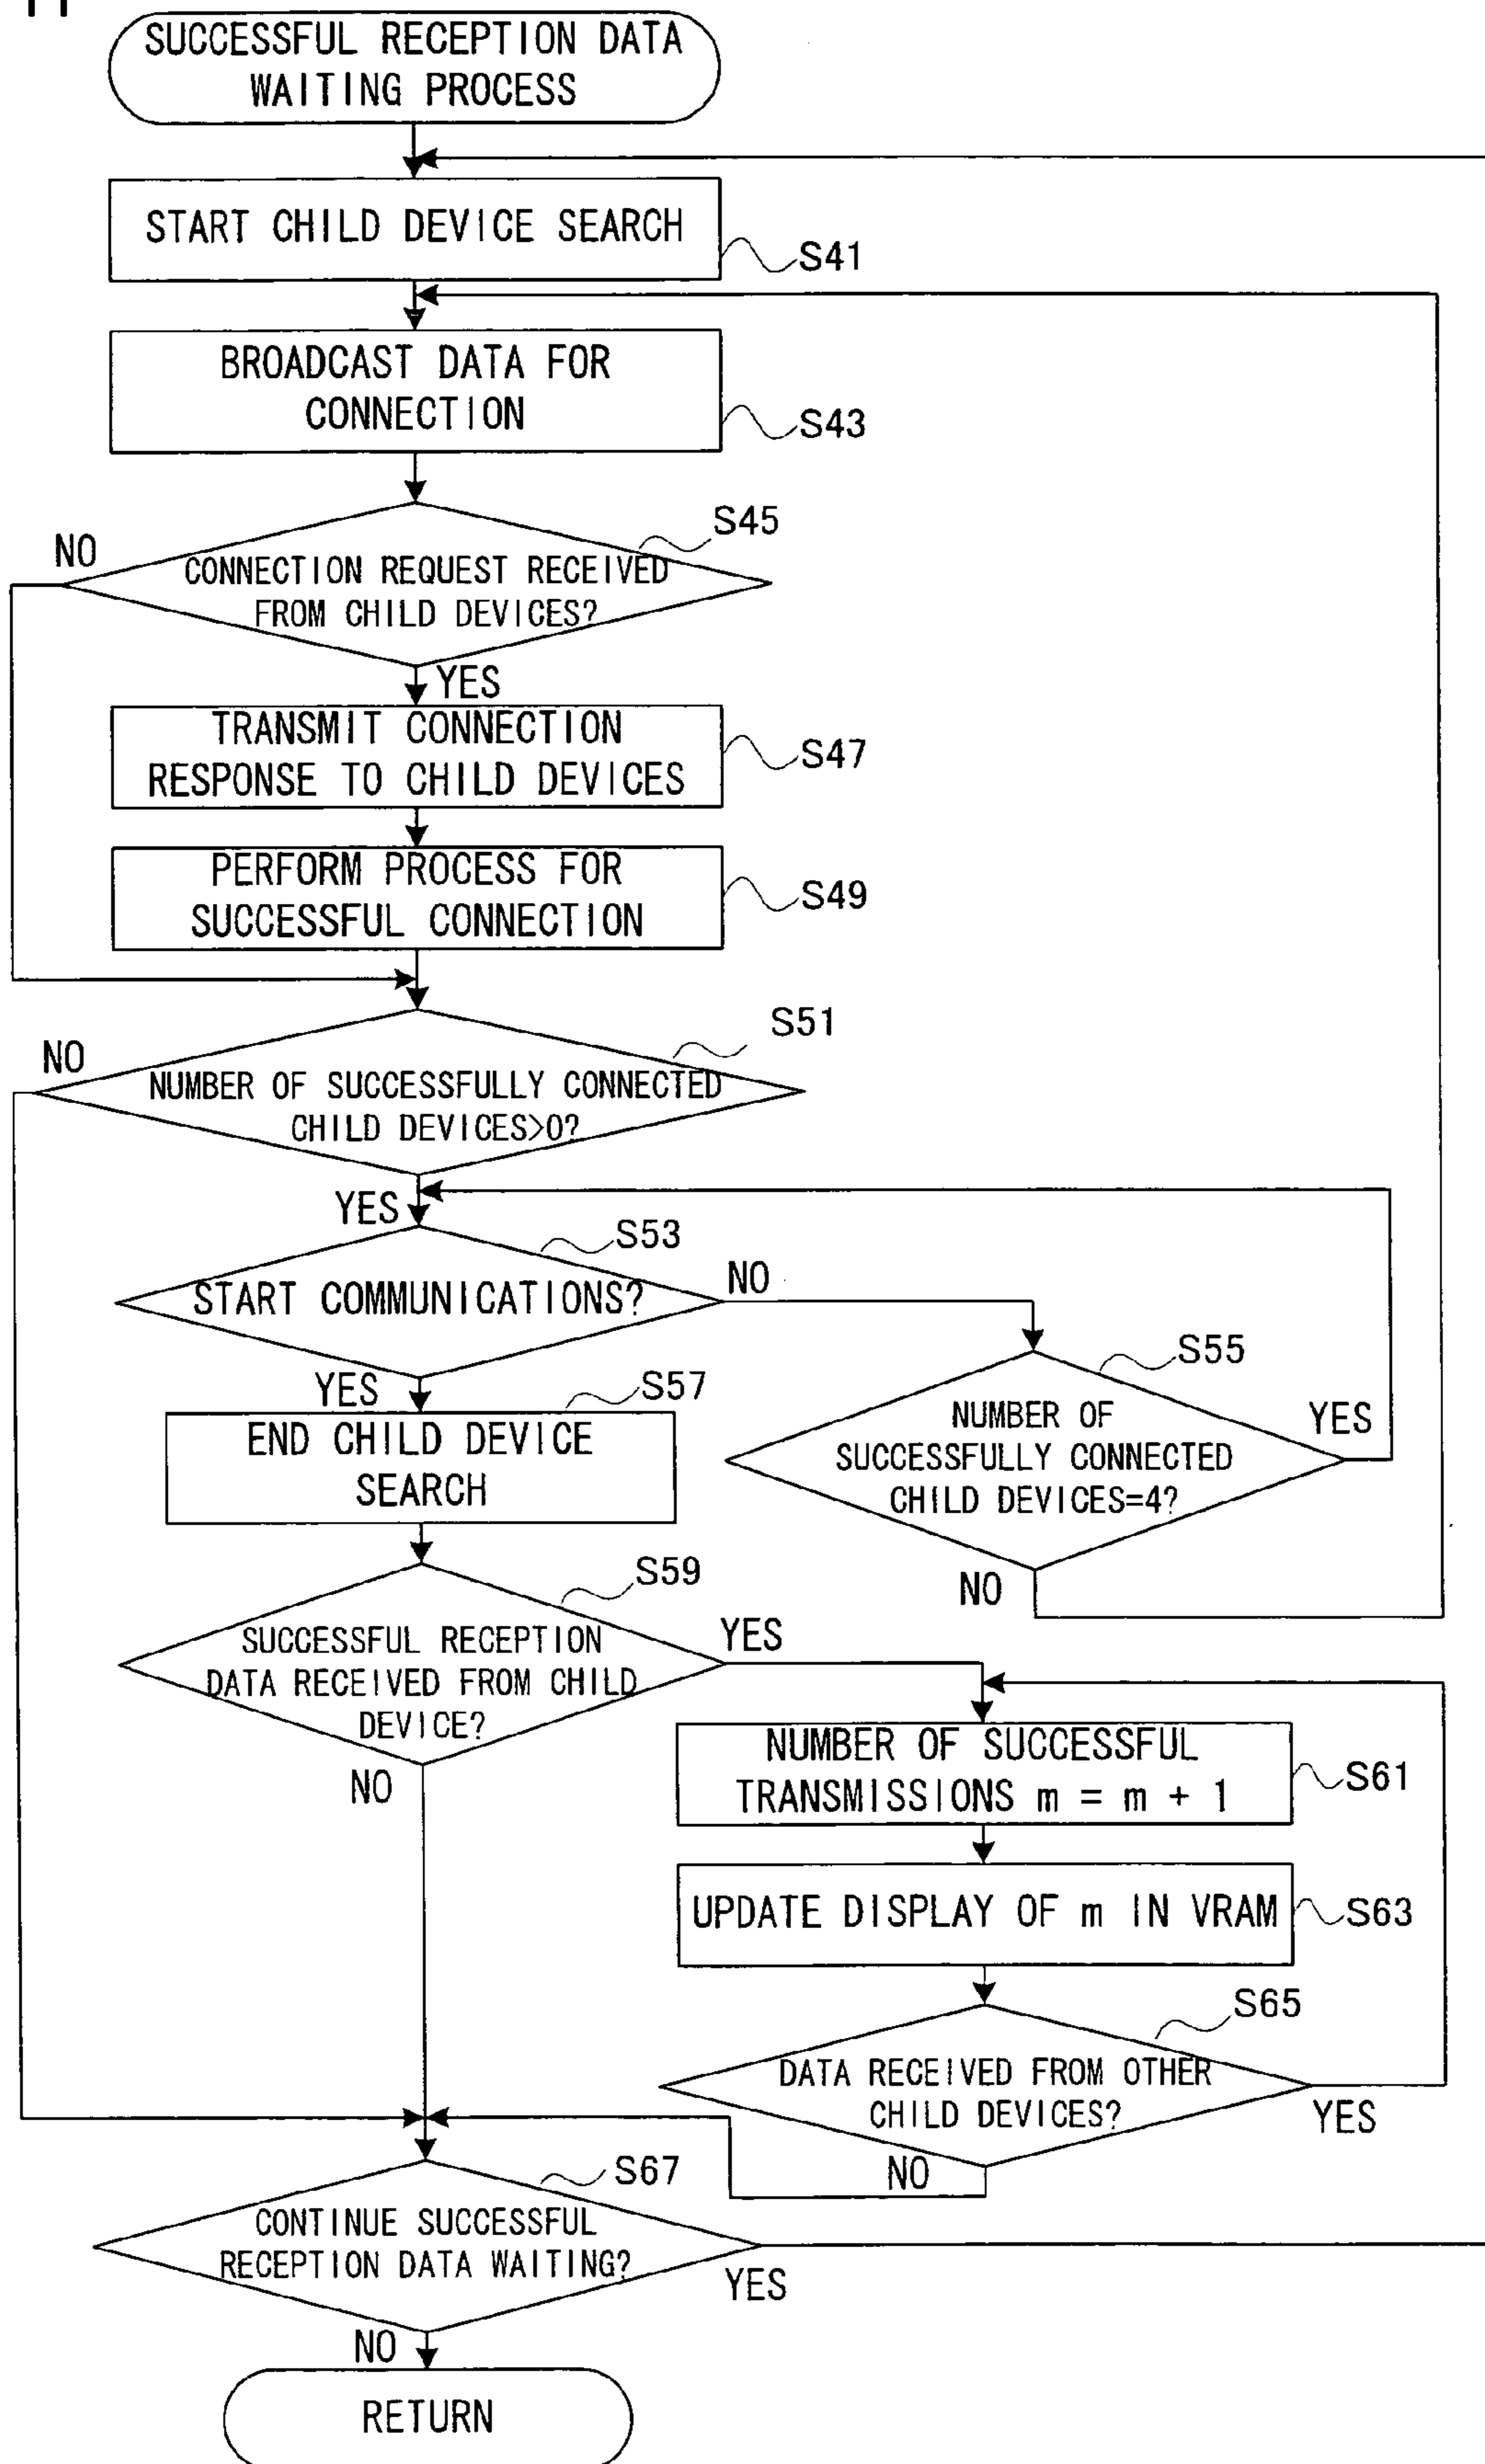 SUCCESSFUL RECEPTION DATA
WAITING PROCESS
START CHILD DEVICE SEARCH
S41
BROADCAST DATA FOR
CONNECTION
S43
S45
NO
CONNECTION REQUEST RECEIVED
FROM CHILD DEVICES?
YES
TRANSMIT CONNECTION
RESPONSE TO CHILD DEVICES
S47
PERFORM PROCESS FOR
SUCCESSFUL CONNECTION
S49
S51
NO
NUMBER OF SUCCESSFULLY CONNECTED
CHILD DEVICES>0?
YES
S53
START COMMUNICATIONS?
NO
S55
YES
S57
NUMBER OF
SUCCESSFULLY CONNECTED
CHILD DEVICES=4?
YES
NO
END CHILD DEVICE
SEARCH
S59
SUCCESSFUL RECEPTION
DATA RECEIVED FROM CHILD
DEVICE?
YES
NO
NUMBER OF SUCCESSFUL
TRANSMISSIONS m = m + 1
S61
UPDATE DISPLAY OF m IN VRAM
S63
S65
DATA RECEIVED FROM OTHER
CHILD DEVICES?
YES
NO
S67
CONTINUE SUCCESSFUL
RECEPTION DATA WAITING?
YES
NO
RETURN